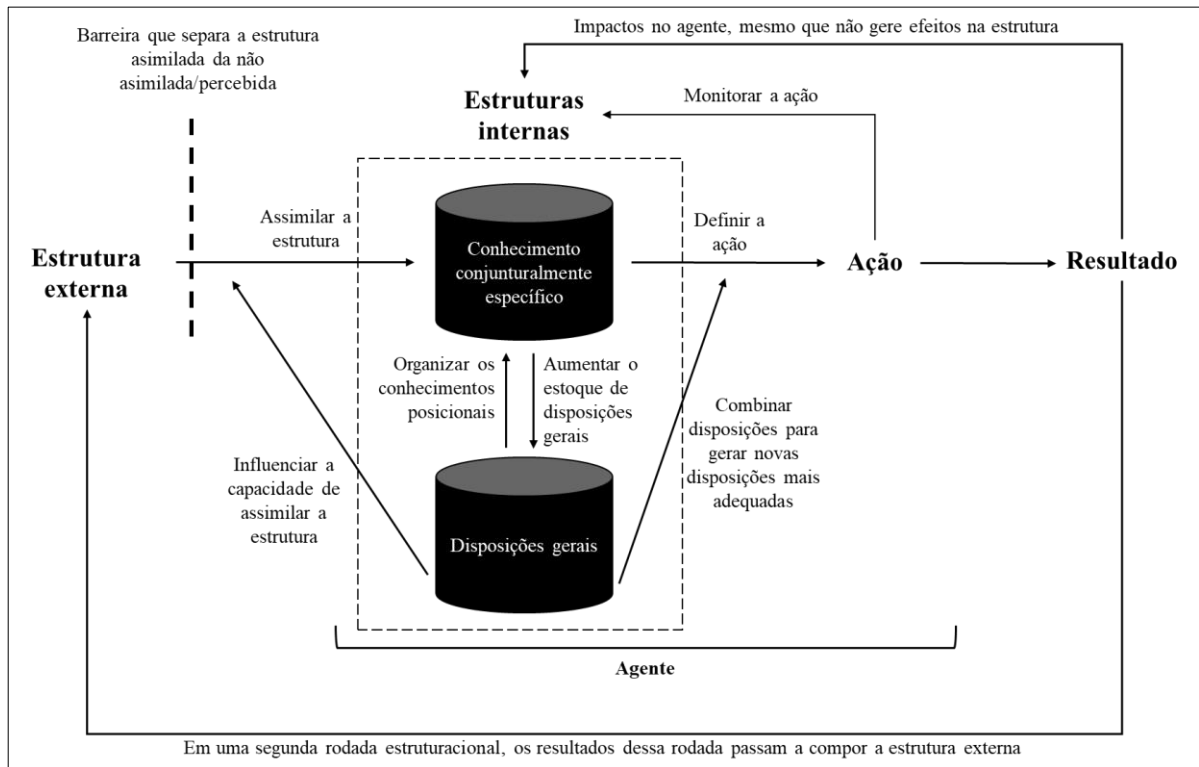 Impactos no agente, mesmo que não gere efeitos na estrutura
Barreira que separa a estrutura
asimilada da não
asimilada/percebida
Estruturas
internas
Monitorar a ação
Assimilar a
estrutura
Definir a
ação
Estrutura
externa
Conhecimento
conjunturalmente
específico
Ação
Resultado
Organizar os
conhecimentos
posicionais
Aumentar o
estoque de
disposições
gerais
Combinar
disposições para
gerar novas
disposições mais
adequadas
Influenciar a
capacidade de
assimilar a
estrutura
Disposições gerais
Agente
Em uma segunda rodada estruturacional, os resultados dessa rodada passam a compor a estrutura externa